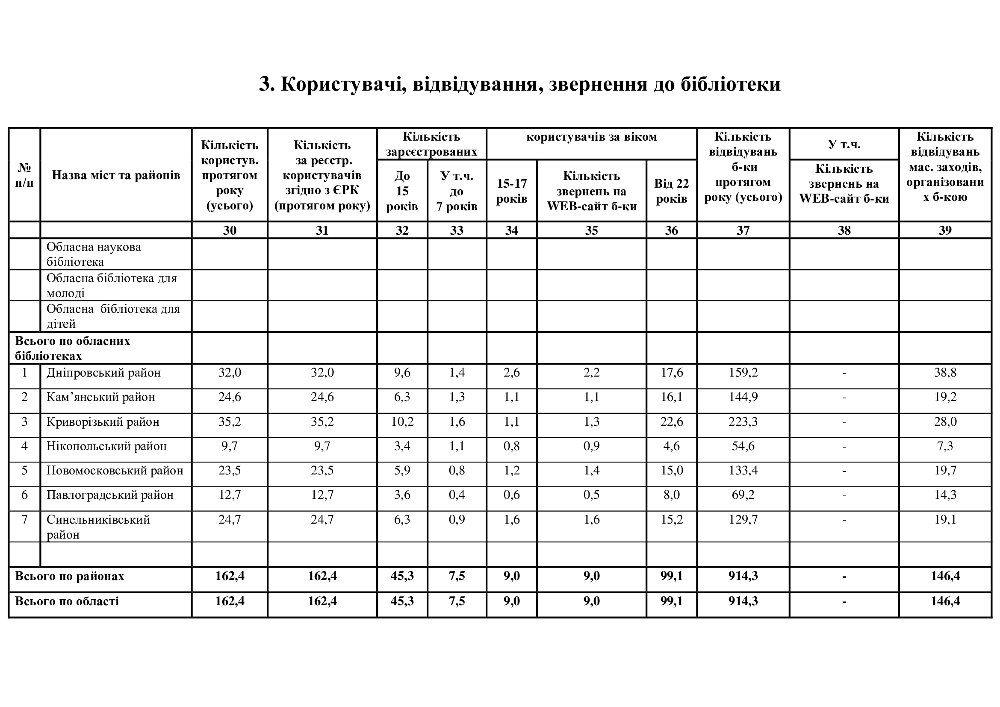 3. Користувачі, відвідування, звернення до бібліотеки
№
п/п
Назва міст та районів
Кількість
користув.
протягом
року
(усього)
Кількість
за реєстр.
користувачів
згідно з ЄРК
(протягом року)
Кількість
зареєстрованих
користувачів за віком
Кількість
відвідувань
б-ки
протягом
року (усього)
У т.ч.
Кількість
відвідувань
мас. заходів,
організовани
х б-кою
До
15
років
У т.ч.
до
7 років
15-17
років
Кількість
звернень на
WEB-сайт б-ки
Від 22
років
Кількість
звернень на
WEB-сайт б-ки
30 31 32 33 34 35 36 37 38 39
Обласна наукова
бібліотека
Обласна бібліотека для
молоді
Обласна бібліотека для
дітей
Всього по обласних
бібліотеках
1 Дніпровський район 32,0 32,0 9,6 1,4 2,6 2,2 17,6 159,2 - 38,8
2 Кам’янський район 24,6 24,6 6,3 1,3 1,1 1,1 16,1 144,9 - 19,2
3 Криворізький район 35,2 35,2 10,2 1,6 1,1 1,3 22,6 223,3 - 28,0
4 Нікопольський район 9,7 9,7 3,4 1,1 0,8 0,9 4,6 54,6 - 7,3
5 Новомосковський район 23,5 23,5 5,9 0,8 1,2 1,4 15,0 133,4 - 19,7
6 Павлоградський район 12,7 12,7 3,6 0,4 0,6 0,5 8,0 69,2 - 14,3
7 Синельниківський 24,7 24,7 6,3 0,9 1,6 1,6 15,2 129,7 - 19,1
район
Всього по районах 162,4 162,4 45,3 7,5 9,0 9,0 99,1 914,3 - 146,4
Всього по області 162,4 162,4 45,3 7,5 9,0 9,0 99,1 914,3 - 146,4